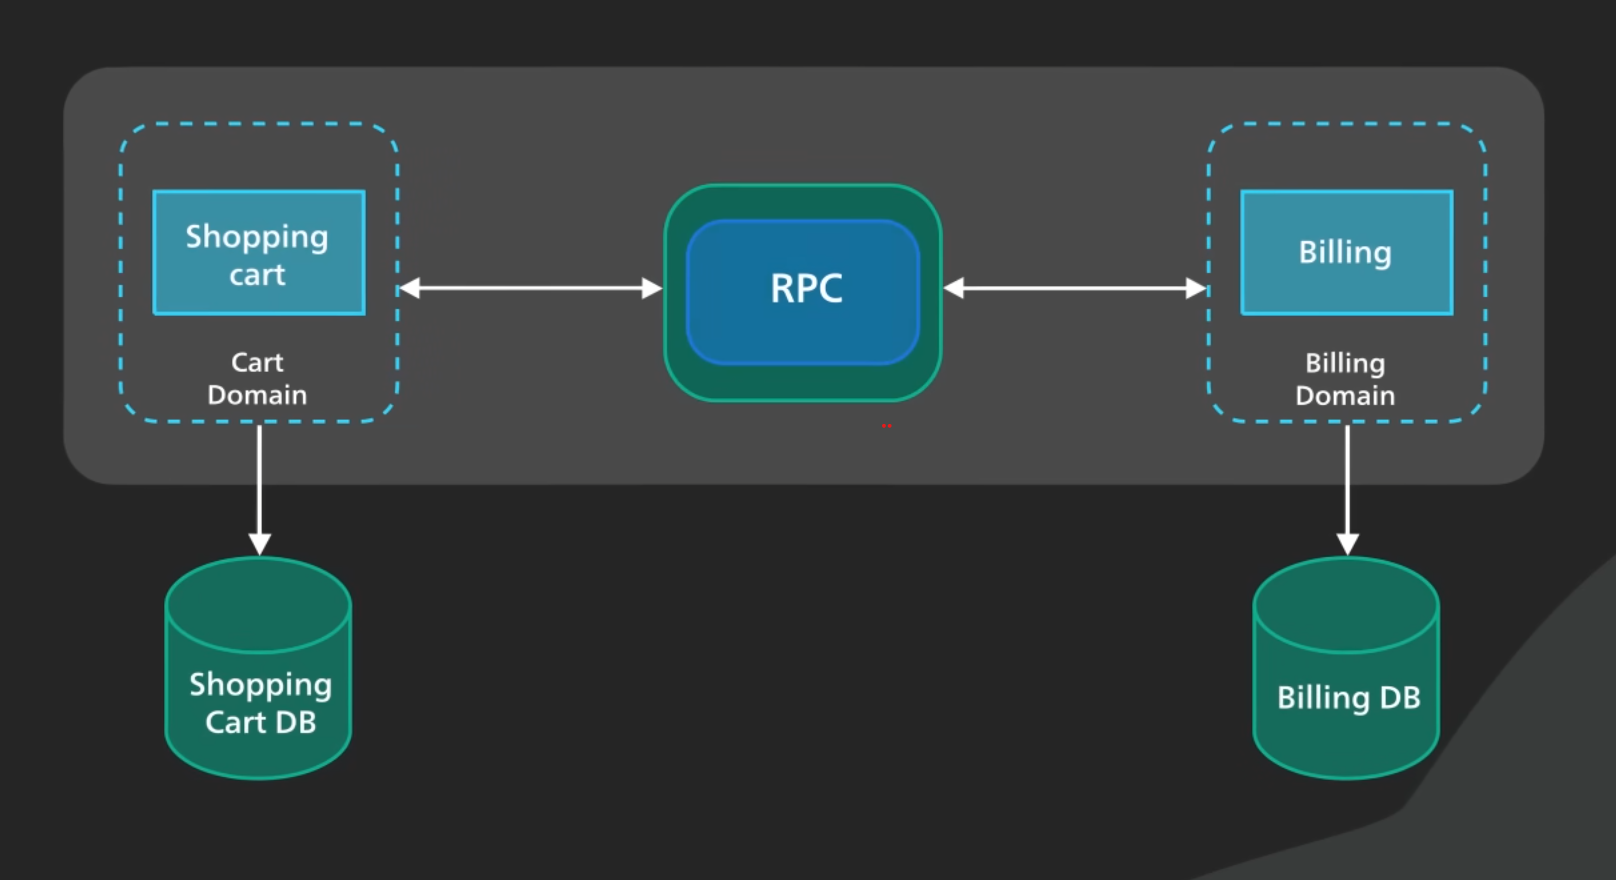 Shopping
cart
Cart
Domain
RPC
Billing
Billing
Domain
Shopping
Cart DB
Billing DB